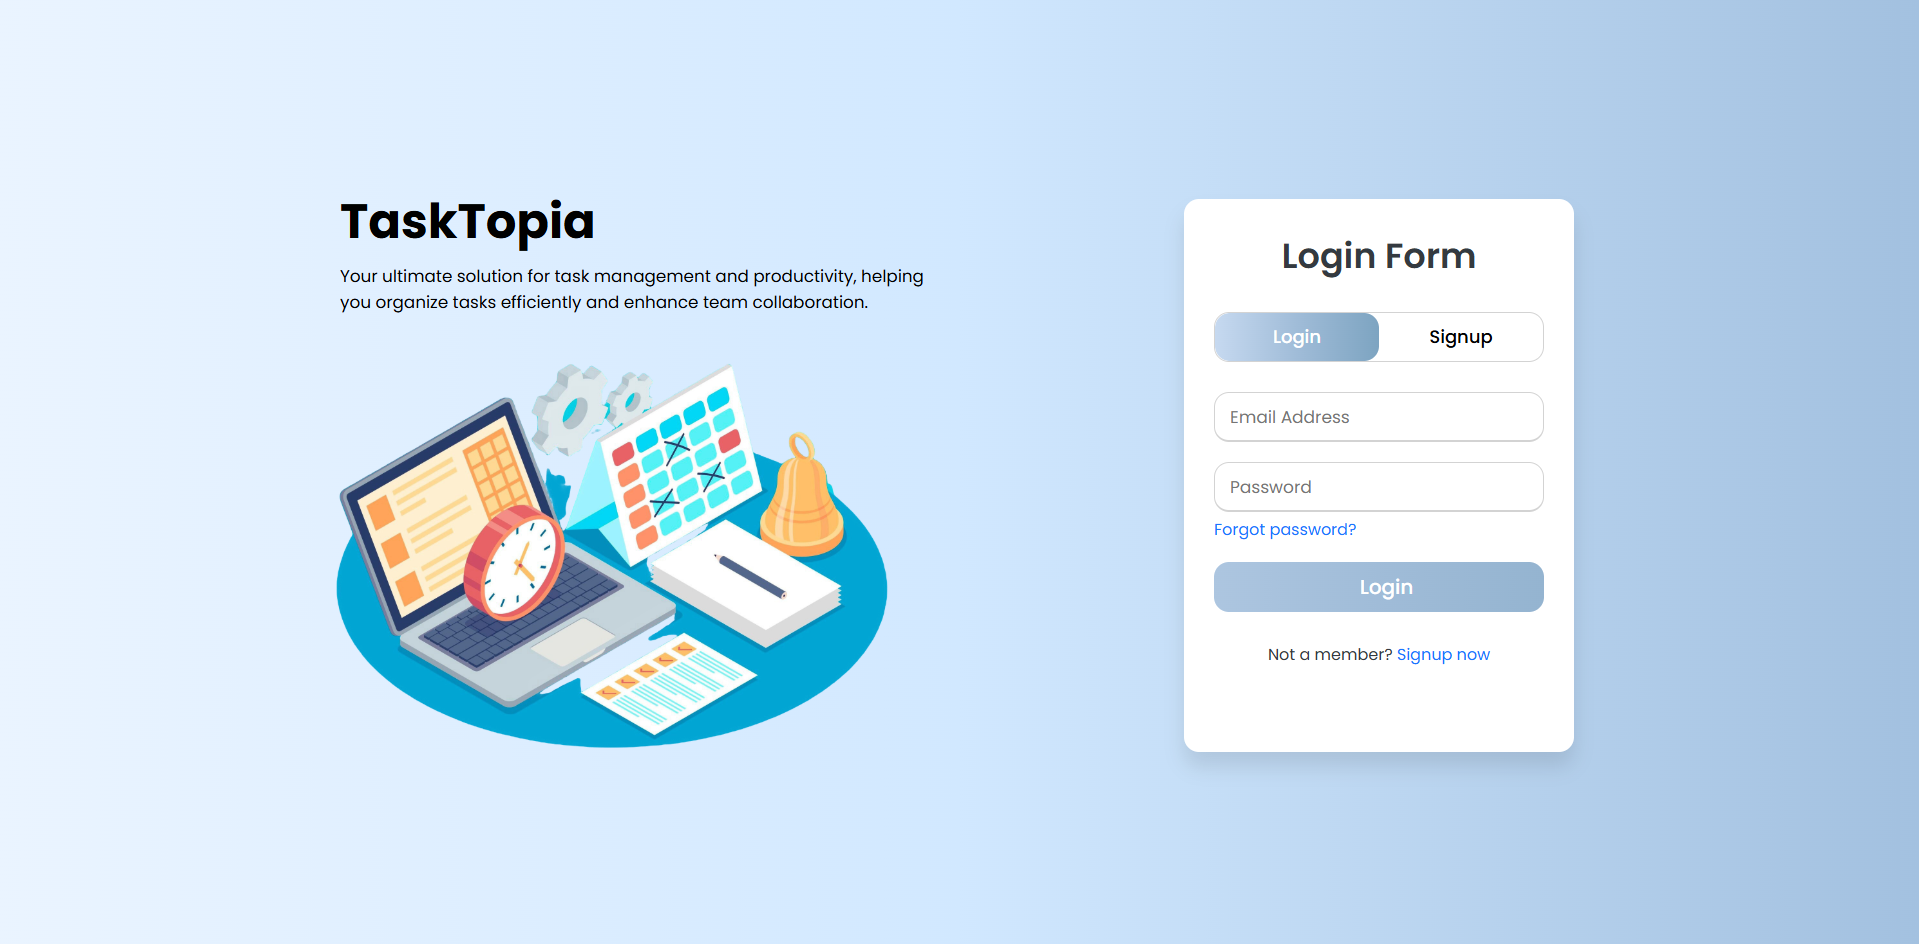 TaskTopia
Your ultimate solution for task management and productivity, helping
you organize tasks efficiently and enhance team collaboration.
Login Form
Login
Signup
Email Address
Password
Forgot password?
Login
Not a member? Signup now